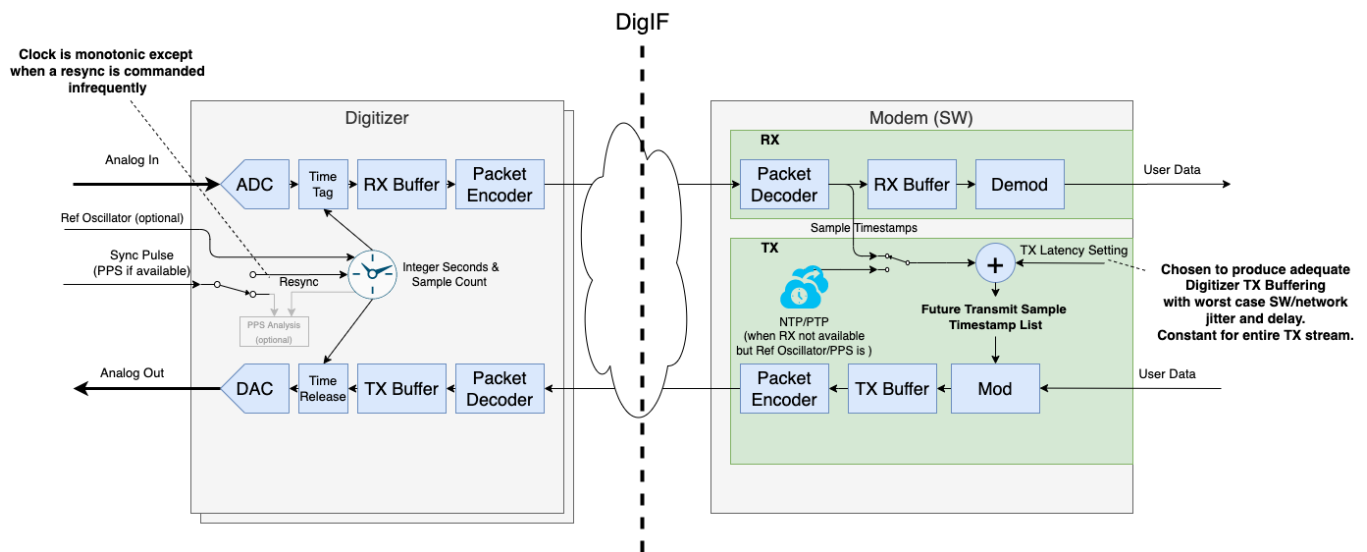 DigIF
Clock is monotonic except
when a resync is commanded
infrequently
Digitizer
Analog In
ADC
Time
Tag
RX Buffer
Packet
Encoder
Ref Oscillator (optional)
Sync Pulse
(PPS if available)
Resync
Integer Seconds &
Sample Count
PPS Analysis
(optional)
Analog Out
DAC
Time
Release
TX Buffer
Packet
Decoder
Modem (SW)
RX
Packet
Decoder
RX Buffer
Demod
User Data
Sample Timestamps
TX
+
TX Latency Setting
NTP/PTP
(when RX not available
but Ref Oscillator/PPS is )
Future Transmit Sample
Timestamp List
Chosen to produce adequate
Digitizer TX Buffering
with worst case SW/network
jitter and delay.
Constant for entire TX stream.
Packet
Encoder
TX Buffer
Mod
User Data